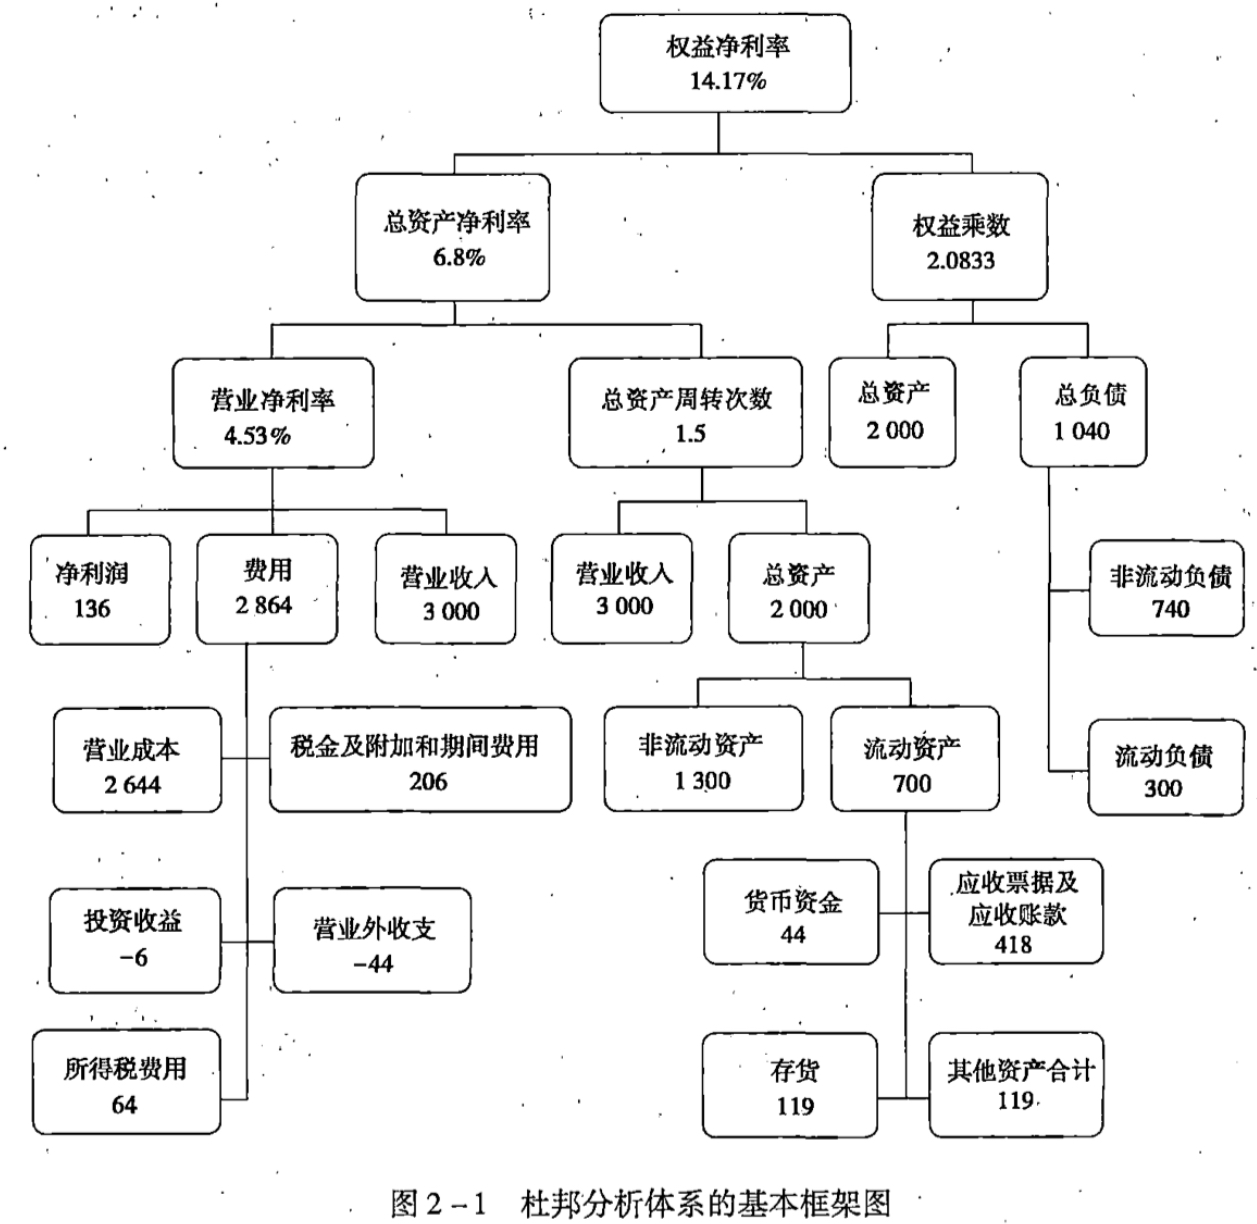 权益净利率
14.17%
总资产净利率
6.8%
权益乘数
2.0833
营业净利率
4.53%
总资产周转次数
1.5
总资产
2 000
总负债
1 040
净利润
136
费用
2 864
营业收入
3 000
营业收入
3 000
总资产
2 000
非流动负债
740
营业成本
2 644
税金及附加和期间费用
206
非流动资产
1 300
流动资产
700
流动负债
300
投资收益
-6
营业外收支
-44
货币资金
44
应收票据及
应收账款
418
所得税费用
64
存货
119
其他资产合计
119
图 2-1 杜邦分析体系的基本框架图